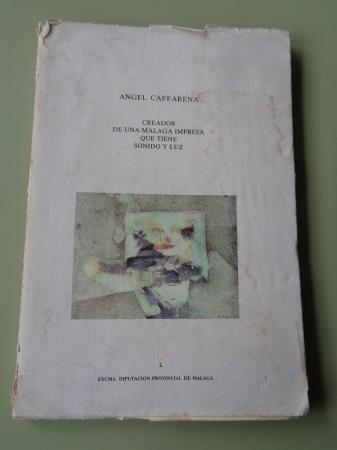 ANGEL CAFFARENA
CREADOR
DE UNA MALAGA IMPRESA
QUE TIENE
SONIDO Y LUZ
EXCMA. DIPUTACION PROVINCIAL DE MALAGA